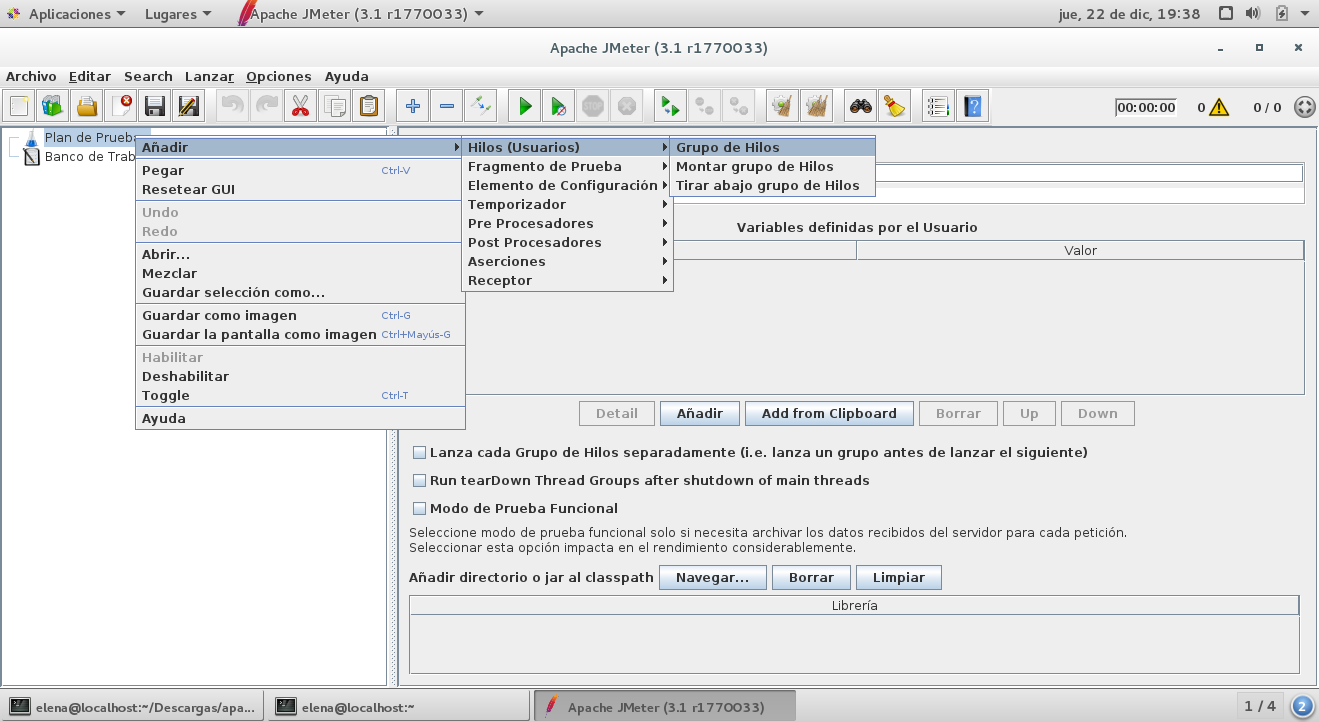 Aplicaciones Lugares Apache JMeter (3.1 r1770033) jue, 22 de dic, 19:38
Apache JMeter (3.1 r1770033)
Archivo Editar Search Lanzar Opciones Ayuda
00:00:00 0 0 / 0
Plan de Prueba
Banco de Trab
Añadir
Pegar Ctrl-V
Resetear GUI
Undo
Redo
Abrir...
Mezclar
Guardar selección como...
Guardar como imagen Ctrl-G
Guardar la pantalla como imagen Ctrl+Mayús-G
Habilitar
Deshabilitar
Toggle Ctrl-T
Ayuda
Hilos (Usuarios)
Fragmento de Prueba
Elemento de Configuración
Temporizador
Pre Procesadores
Post Procesadores
Aserciones
Receptor
Grupo de Hilos
Montar grupo de Hilos
Tirar abajo grupo de Hilos
Variables definidas por el Usuario
Valor
Detail Añadir Add from Clipboard Borrar Up Down
Lanza cada Grupo de Hilos separadamente (i.e. lanza un grupo antes de lanzar el siguiente)
Run tearDown Thread Groups after shutdown of main threads
Modo de Prueba Funcional
Seleccione modo de prueba funcional solo si necesita archivar los datos recibidos del servidor para cada petición.
Seleccionar esta opción impacta en el rendimiento considerablemente.
Añadir directorio o jar al classpath Navegar... Borrar Limpiar
Librería
elena@localhost:~/Descargas/apa... elena@localhost:~ Apache JMeter (3.1 r1770033) 1 / 4 2